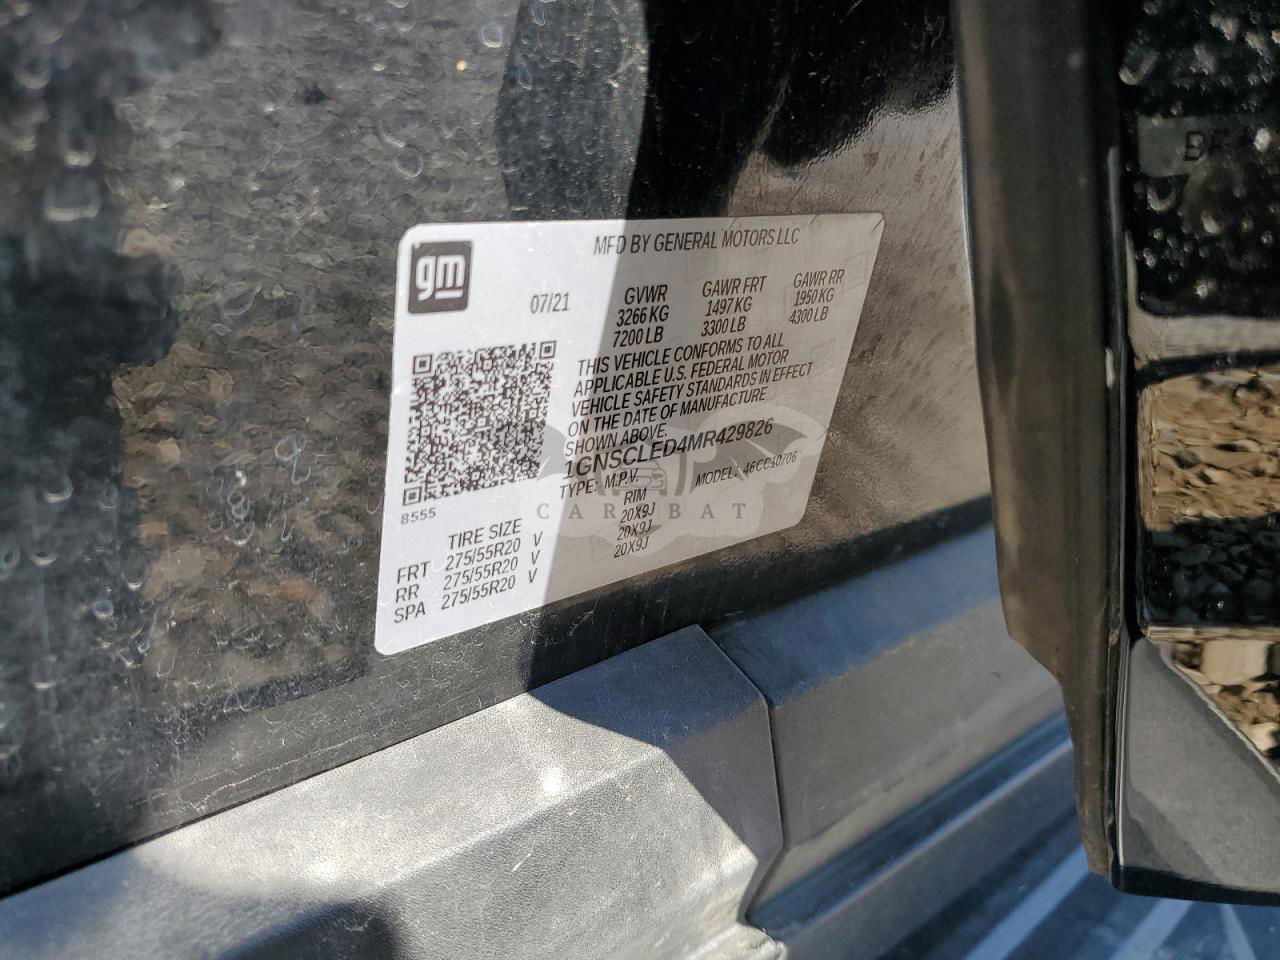 gm
MFD BY GENERAL MOTORS LLC
07/21
GVWR
3266 KG
7200 LB
GAWR FRT
1497 KG
3300 LB
GAWR RR
1950 KG
4300 LB
THIS VEHICLE CONFORMS TO ALL
APPLICABLE U.S. FEDERAL MOTOR
VEHICLE SAFETY STANDARDS IN EFFECT
ON THE DATE OF MANUFACTURE
SHOWN ABOVE.
1GNSCLED4MR429826
TYPE: M.P.V.
MODEL: 46CC10706
8555
TIRE SIZE
RIM
FRT 275/55R20 V 20X9J
RR 275/55R20 V 20X9J
SPA 275/55R20 V 20X9J
CAR BAT